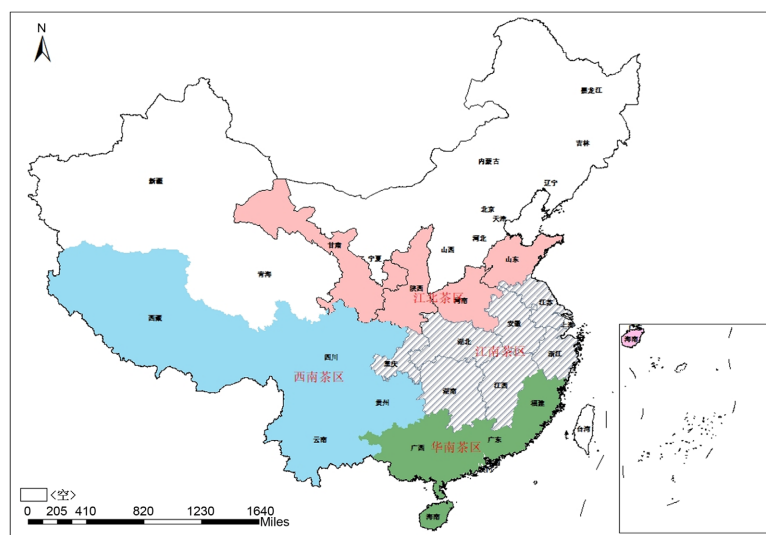 N
黑龙江
吉林
内蒙古
辽宁
新疆
北京
天津
河北
山西
甘肃
宁夏
山东
青海
陕西
河南
江北茶区
江苏
上海
安徽
西藏
湖北
江南茶区
浙江
四川
重庆
西南茶区
湖南
江西
贵州
福建
云南
广西
华南茶区
广东
台湾
海南
海南
<空>
0 205 410 820 1230 1640
Miles